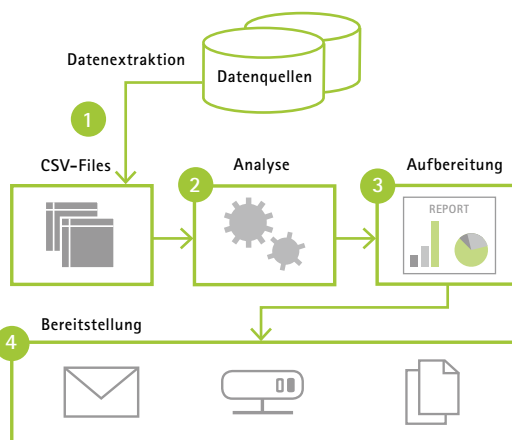 Datenextraktion
Datenquellen
1
CSV-Files
2
Analyse
3
Aufbereitung
REPORT
4
Bereitstellung